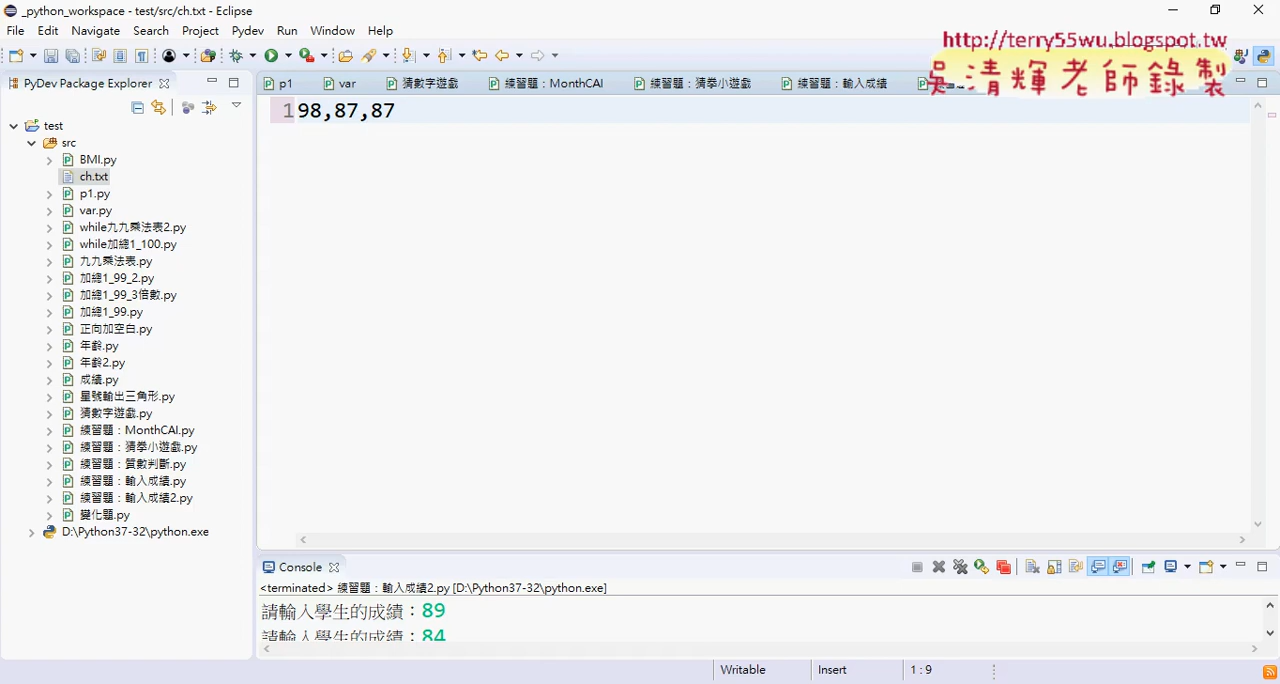 _python_workspace - test/src/ch.txt - Eclipse
File Edit Navigate Search Project Pydev Run Window Help
http://terry55wu.blogspot.tw
吳清輝老師錄製
PyDev Package Explorer
p1 var 猜數字遊戲 練習題：MonthCAl 練習題：猜拳小遊戲 練習題：輸入成績
test
src
BMI.py
ch.txt
p1.py
var.py
while九九乘法表2.py
while加總1_100.py
九九乘法表.py
加總1_99_2.py
加總1_99_3倍數.py
加總1_99.py
正向加空白.py
年齡.py
年齡2.py
成績.py
星號輸出三角形.py
猜數字遊戲.py
練習題：MonthCAl.py
練習題：猜拳小遊戲.py
練習題：質數判斷.py
練習題：輸入成績.py
練習題：輸入成績2.py
變化題.py
D:\Python37-32\python.exe
1 98,87,87
Console
<terminated> 練習題：輸入成績2.py [D:\Python37-32\python.exe]
請輸入學生的成績：89
請輸入學生的成績：84
Writable Insert 1 : 9